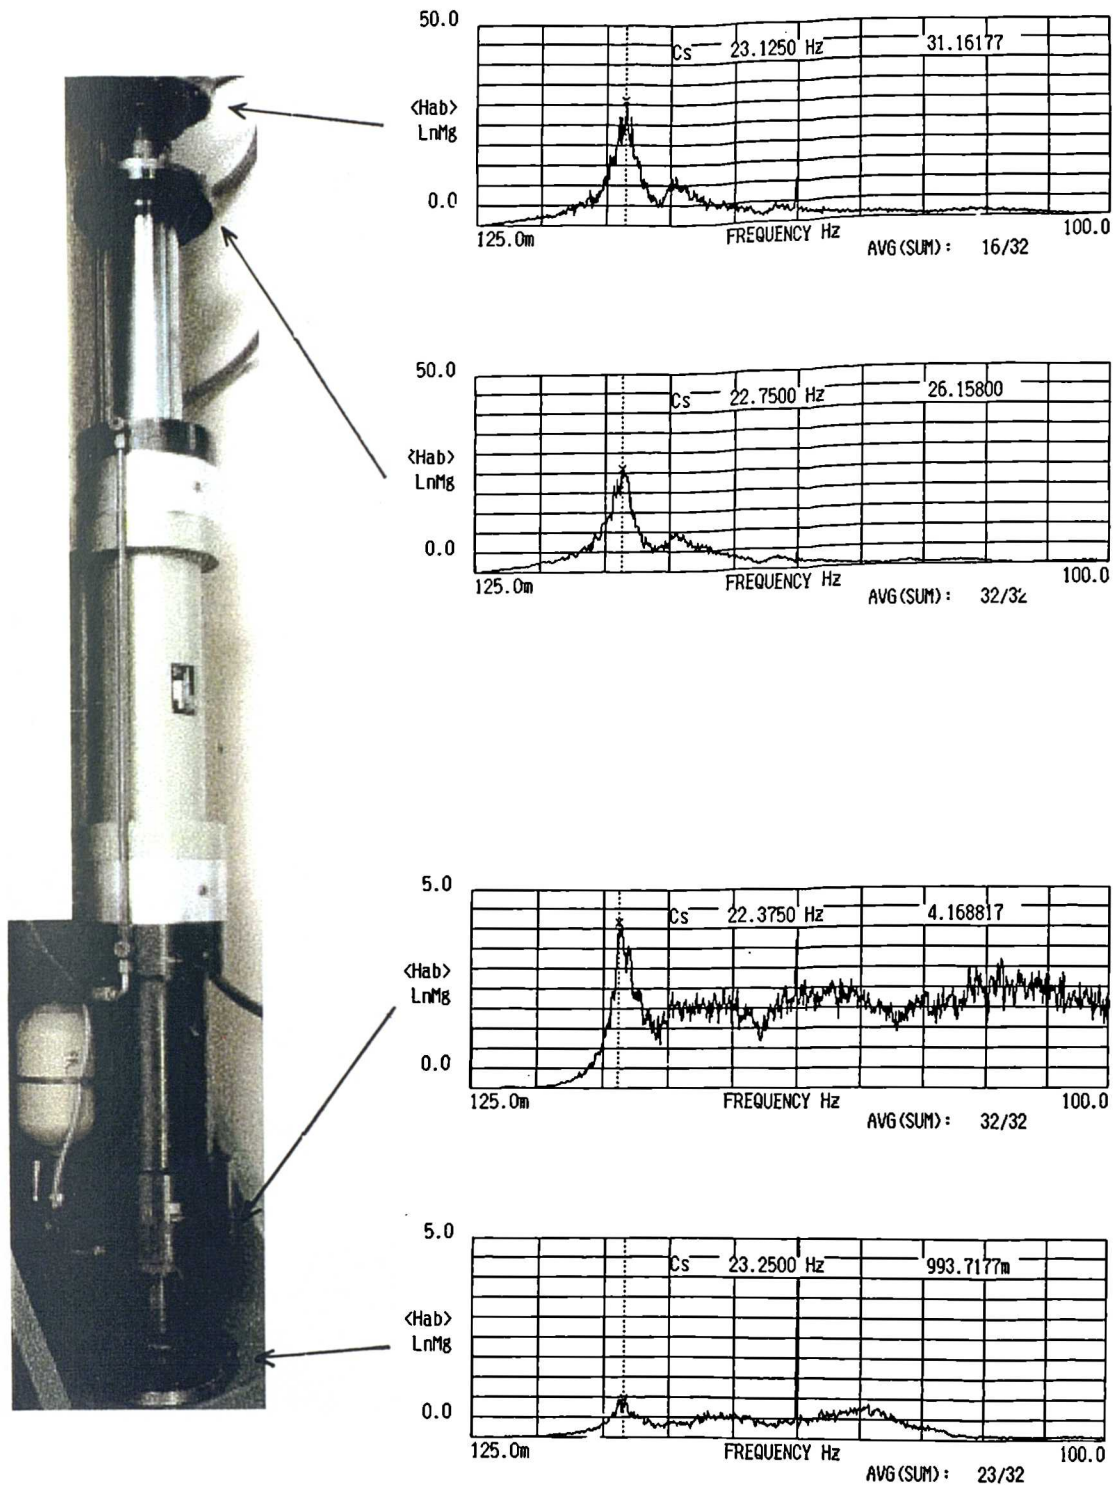 50.0
Cs 23.1250 Hz 31.16177
<Hab>
LnMg
0.0
125.0m FREQUENCY Hz 100.0
AVG(SUM): 16/32
50.0
Cs 22.7500 Hz 26.15800
<Hab>
LnMg
0.0
125.0m FREQUENCY Hz 100.0
AVG(SUM): 32/32
5.0
Cs 22.3750 Hz 4.168817
<Hab>
LnMg
0.0
125.0m FREQUENCY Hz 100.0
AVG(SUM): 32/32
5.0
Cs 23.2500 Hz 993.7177m
<Hab>
LnMg
0.0
125.0m FREQUENCY Hz 100.0
AVG(SUM): 23/32